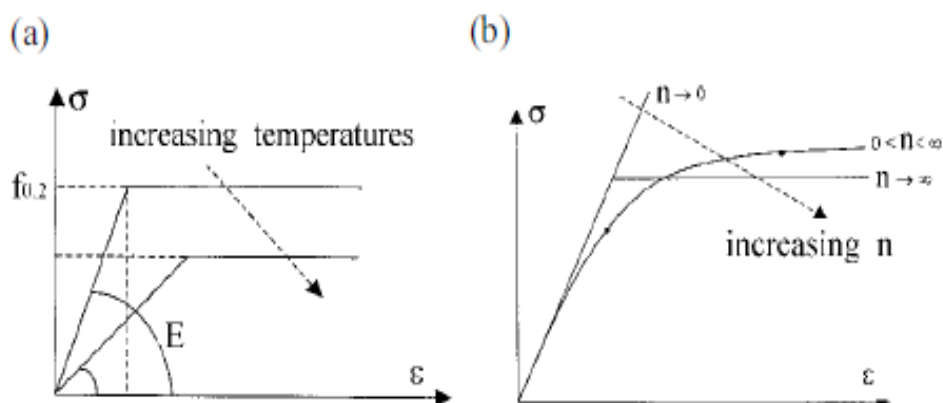 (a)
σ
increasing temperatures
f0.2
E
ε
(b)
σ
n → 0
0 < n < ∞
n → ∞
increasing n
ε